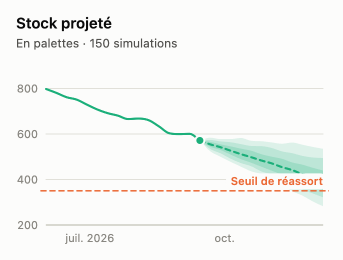 Stock projeté
En palettes · 150 simulations
800
600
400
Seuil de réassort
200
juil. 2026
oct.